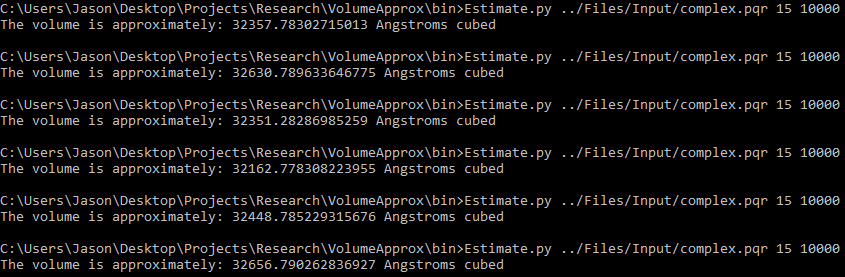 C:\Users\Jason\Desktop\Projects\Research\VolumeApprox\bin>Estimate.py ../Files/Input/complex.pqr 15 10000
The volume is approximately: 32357.78302715013 Angstroms cubed
C:\Users\Jason\Desktop\Projects\Research\VolumeApprox\bin>Estimate.py ../Files/Input/complex.pqr 15 10000
The volume is approximately: 32630.789633646775 Angstroms cubed
C:\Users\Jason\Desktop\Projects\Research\VolumeApprox\bin>Estimate.py ../Files/Input/complex.pqr 15 10000
The volume is approximately: 32351.28286985259 Angstroms cubed
C:\Users\Jason\Desktop\Projects\Research\VolumeApprox\bin>Estimate.py ../Files/Input/complex.pqr 15 10000
The volume is approximately: 32162.778308223955 Angstroms cubed
C:\Users\Jason\Desktop\Projects\Research\VolumeApprox\bin>Estimate.py ../Files/Input/complex.pqr 15 10000
The volume is approximately: 32448.785229315676 Angstroms cubed
C:\Users\Jason\Desktop\Projects\Research\VolumeApprox\bin>Estimate.py ../Files/Input/complex.pqr 15 10000
The volume is approximately: 32656.790262836927 Angstroms cubed